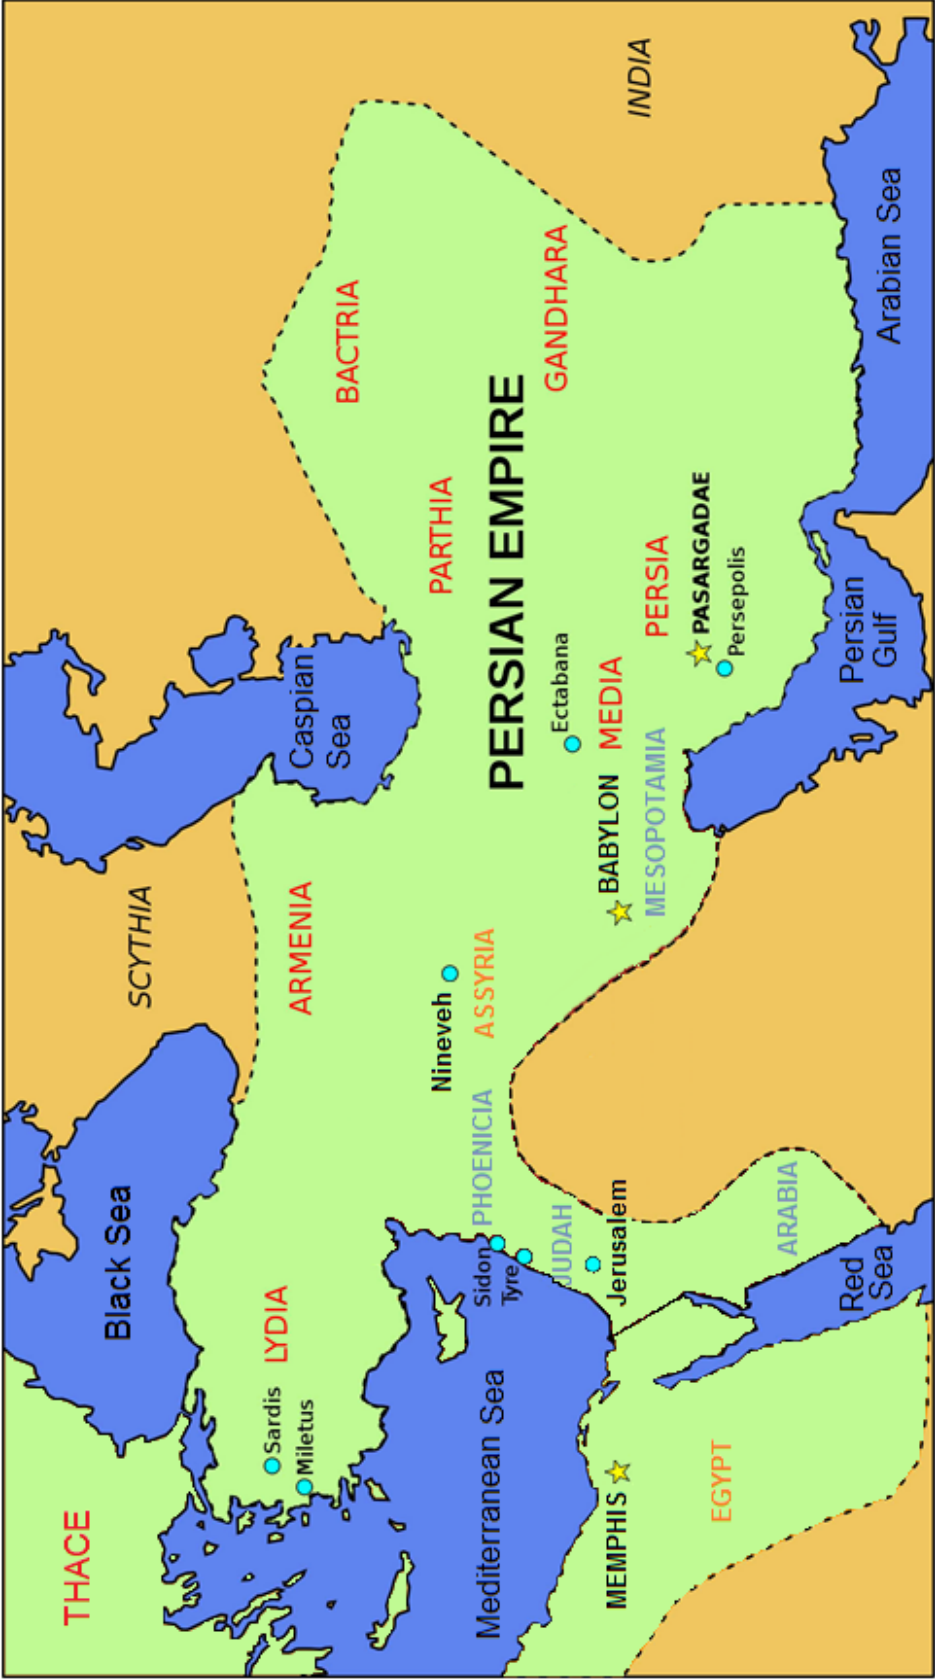 THACE
Black Sea
SCYTHIA
Caspian
Sea
INDIA
LYDIA
Sardis
Miletus
ARMENIA
BACTRIA
PARTHIA
PERSIAN EMPIRE
GANDHARA
Nineveh
ASSYRIA
PHOENICIA
Sidon
Tyre
JUDAH
Jerusalem
Mediterranean Sea
Ectabana
MEDIA
BABYLON
MESOPOTAMIA
PERSIA
PASARGADAE
Persepolis
MEMPHIS
EGYPT
ARABIA
Red
Sea
Persian
Gulf
Arabian Sea